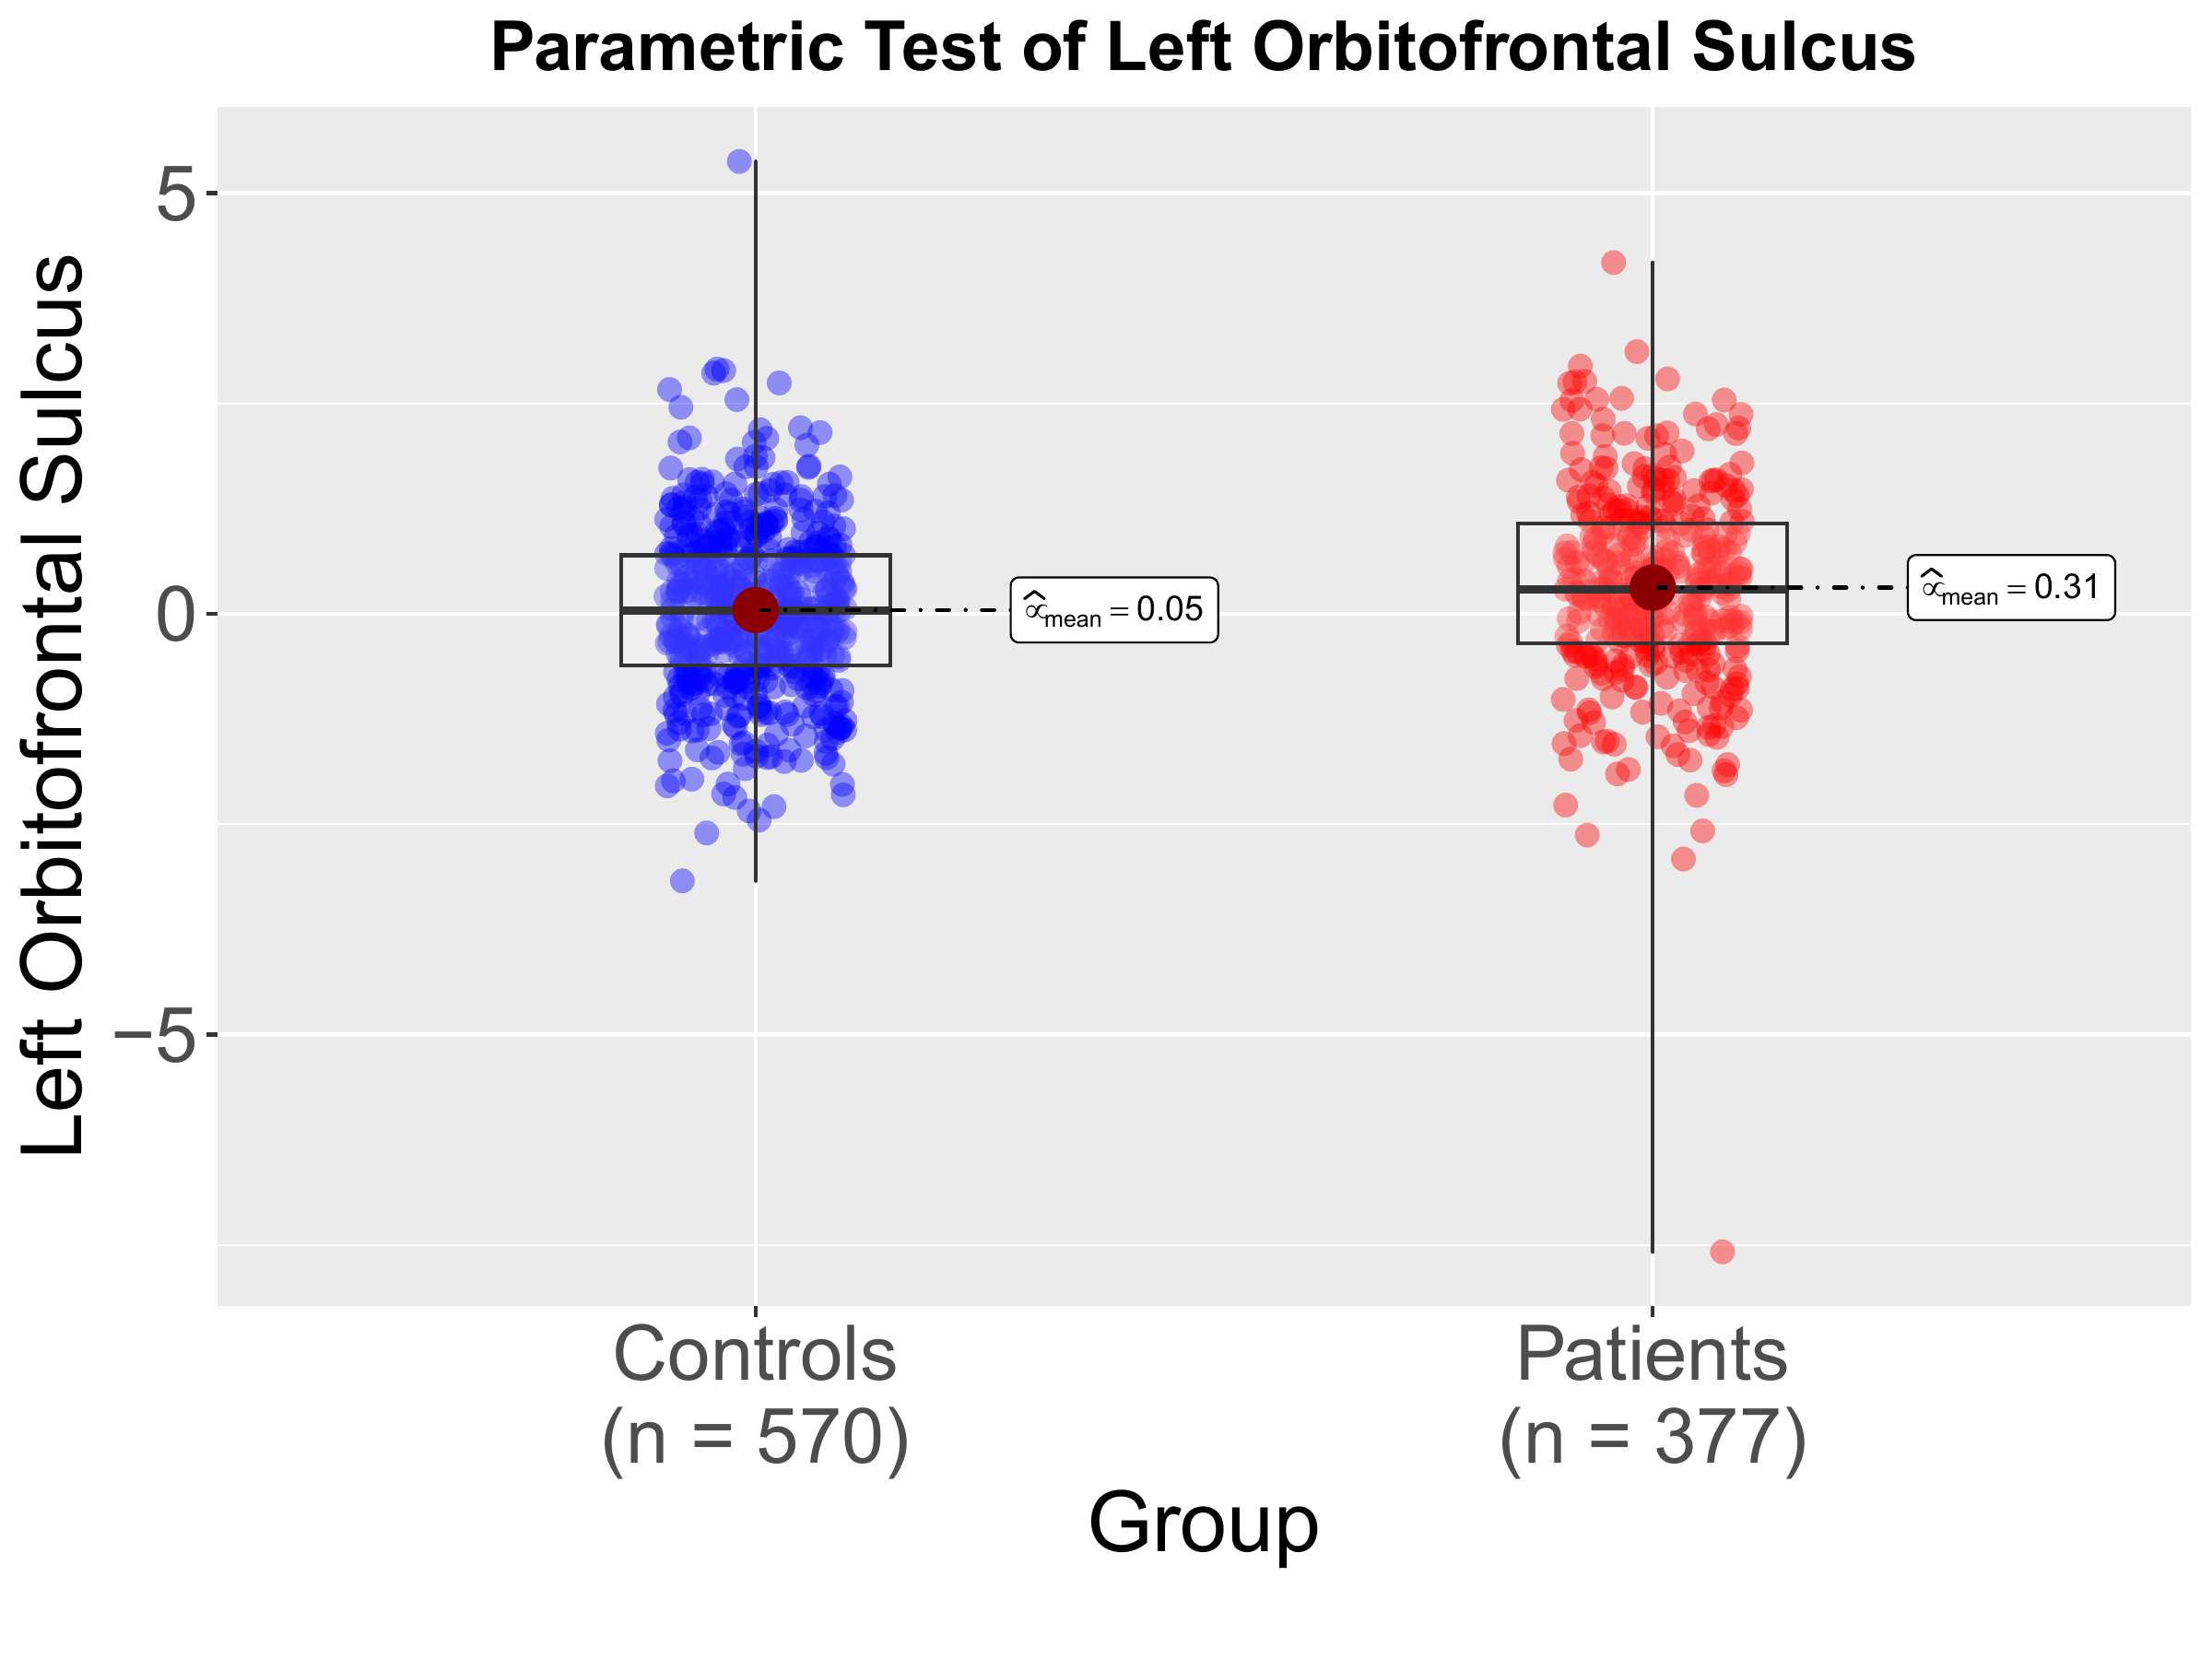 Parametric Test of Left Orbitofrontal Sulcus
Left Orbitofrontal Sulcus
5
0
−5
∝̂mean = 0.05
∝̂mean = 0.31
Controls
(n = 570)
Patients
(n = 377)
Group